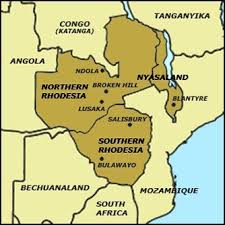 CONGO
(KATANGA)
TANGANYIKA
ANGOLA
NDOLA
NYASALAND
BROKEN HILL
NORTHERN
RHODESIA
LUSAKA
BLANTYRE
SALISBURY
SOUTHERN
RHODESIA
BULAWAYO
BECHUANALAND
MOZAMBIQUE
SOUTH
AFRICA